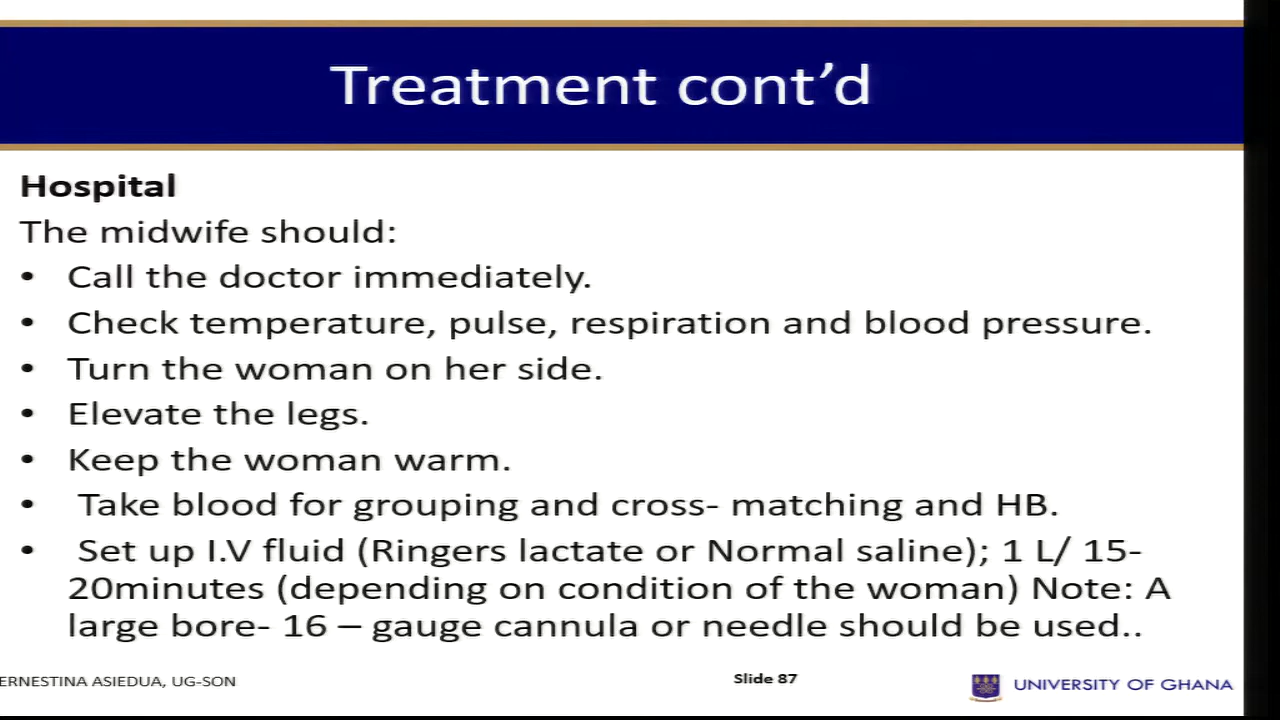 Treatment cont’d
Hospital
The midwife should:
• Call the doctor immediately.
• Check temperature, pulse, respiration and blood pressure.
• Turn the woman on her side.
• Elevate the legs.
• Keep the woman warm.
• Take blood for grouping and cross- matching and HB.
• Set up I.V fluid (Ringers lactate or Normal saline); 1 L/ 15-
20minutes (depending on condition of the woman) Note: A
large bore- 16 – gauge cannula or needle should be used..
ERNESTINA ASIEDUA, UG-SON
Slide 87
UNIVERSITY OF GHANA